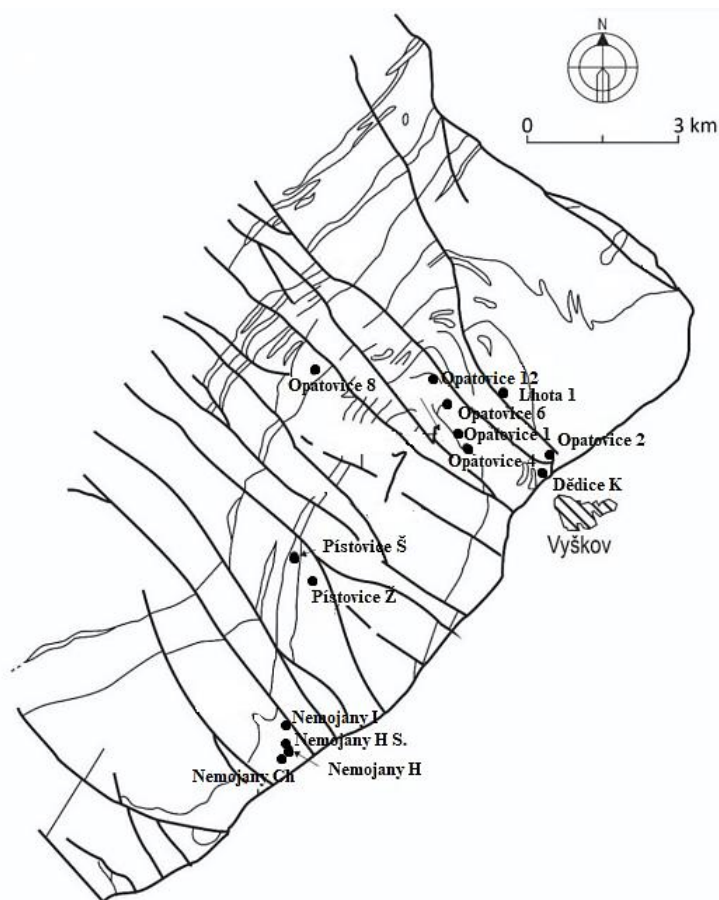 N
0 3 km
Opatovice 8
Opatovice 12
Lhota 1
Opatovice 6
Opatovice 1
Opatovice 2
Opatovice 4
Dědice K
Vyškov
Pístovice Š
Pístovice Ž
Nemojany I
Nemojany H S.
Nemojany H
Nemojany Ch